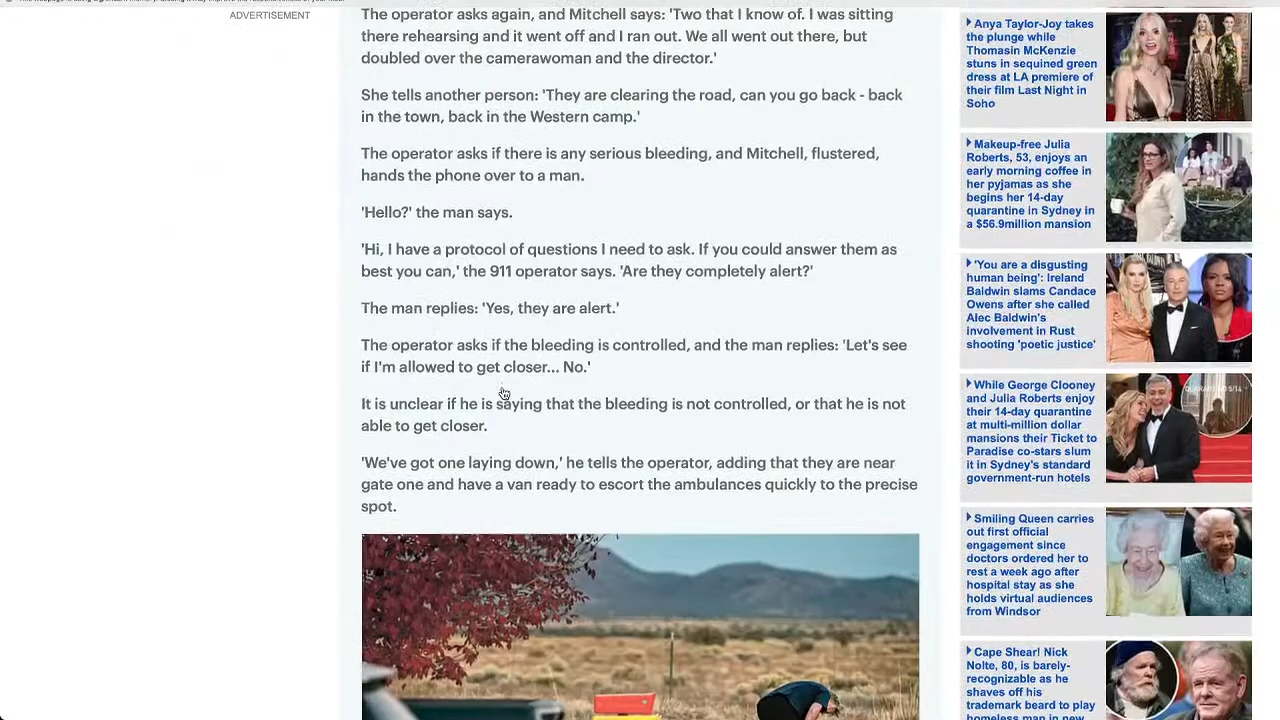 ADVERTISEMENT
The operator asks again, and Mitchell says: 'Two that I know of. I was sitting
there rehearsing and it went off and I ran out. We all went out there, but
doubled over the camerawoman and the director.'
She tells another person: 'They are clearing the road, can you go back - back
in the town, back in the Western camp.'
The operator asks if there is any serious bleeding, and Mitchell, flustered,
hands the phone over to a man.
'Hello?' the man says.
'Hi, I have a protocol of questions I need to ask. If you could answer them as
best you can,' the 911 operator says. 'Are they completely alert?'
The man replies: 'Yes, they are alert.'
The operator asks if the bleeding is controlled, and the man replies: 'Let's see
if I'm allowed to get closer... No.'
It is unclear if he is saying that the bleeding is not controlled, or that he is not
able to get closer.
'We've got one laying down,' he tells the operator, adding that they are near
gate one and have a van ready to escort the ambulances quickly to the precise
spot.
Anya Taylor-Joy takes
the plunge while
Thomasin McKenzie
stuns in sequined green
dress at LA premiere of
their film Last Night in
Soho
Makeup-free Julia
Roberts, 53, enjoys an
early morning coffee in
her pyjamas as she
begins her 14-day
quarantine in Sydney in
a $56.9million mansion
'You are a disgusting
human being': Ireland
Baldwin slams Candace
Owens after she called
Alec Baldwin's
involvement in Rust
shooting 'poetic justice'
While George Clooney
and Julia Roberts enjoy
their 14-day quarantine
at multi-million dollar
mansions their Ticket to
Paradise co-stars slum
it in Sydney's standard
government-run hotels
Smiling Queen carries
out first official
engagement since
doctors ordered her to
rest a week ago after
hospital stay as she
holds virtual audiences
from Windsor
Cape Shear! Nick
Nolte, 80, is barely-
recognizable as he
shaves off his
trademark beard to play
homeless man in new